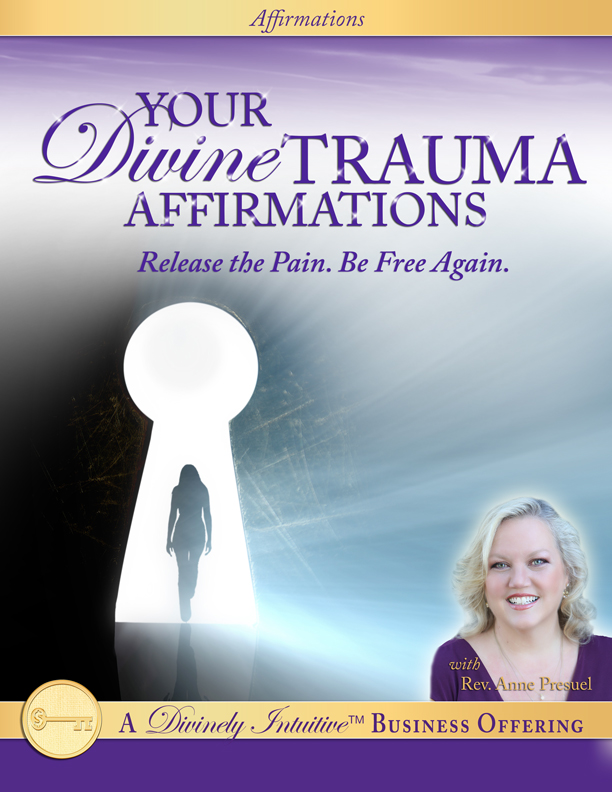 Affirmations
YOUR
Divine TRAUMA
AFFIRMATIONS
Release the Pain. Be Free Again.
with
Rev. Anne Presuel
A Divinely Intuitive™ BUSINESS OFFERING